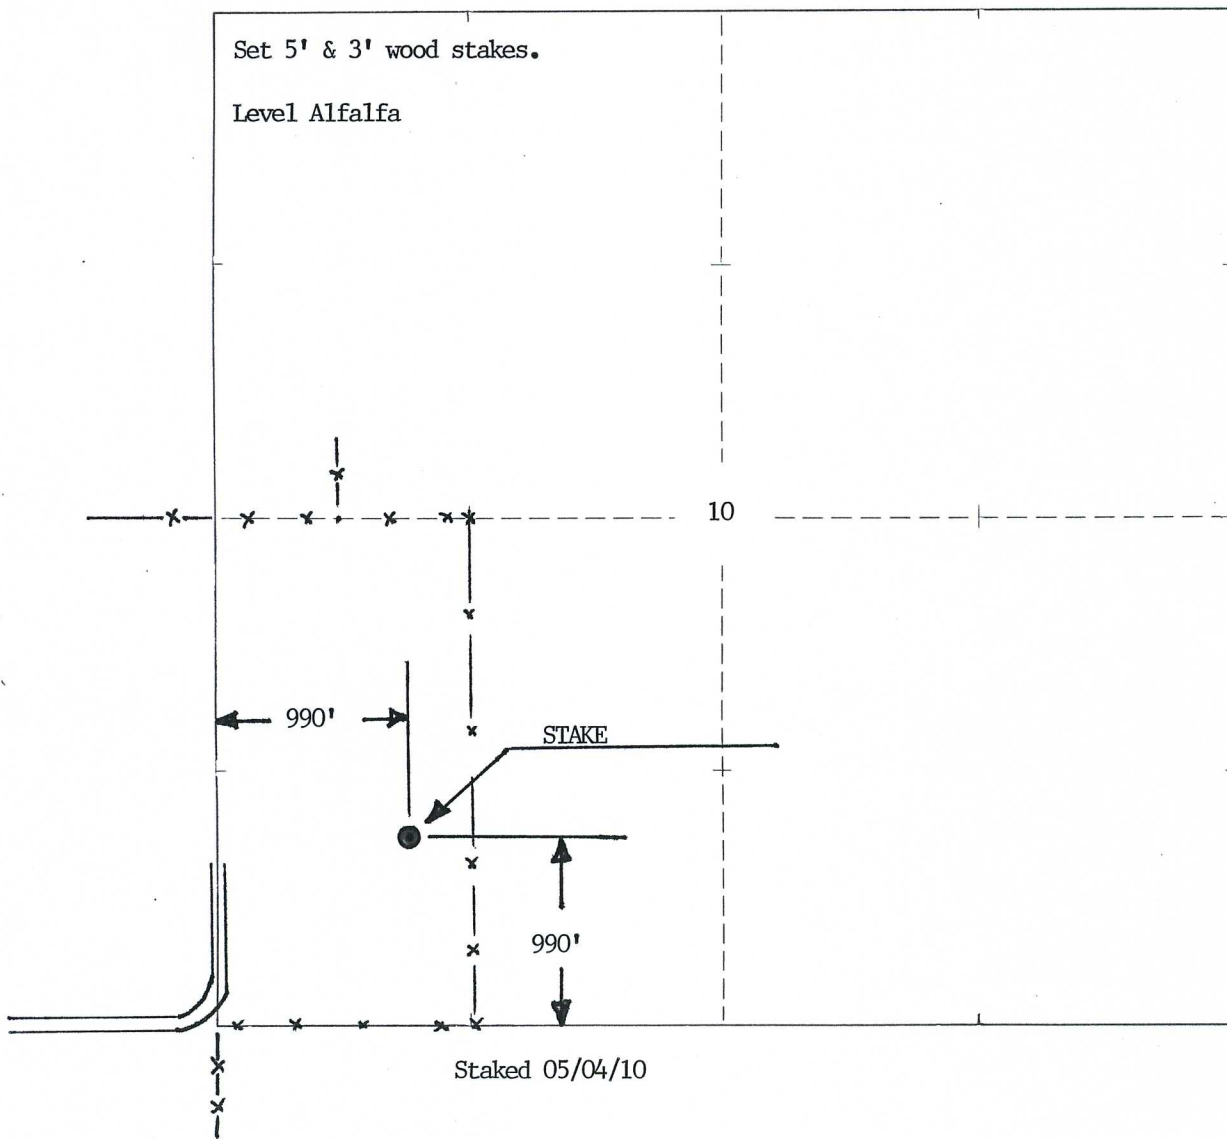 Set 5' & 3' wood stakes.
Level Alfalfa
10
990'
STAKE
990'
Staked 05/04/10